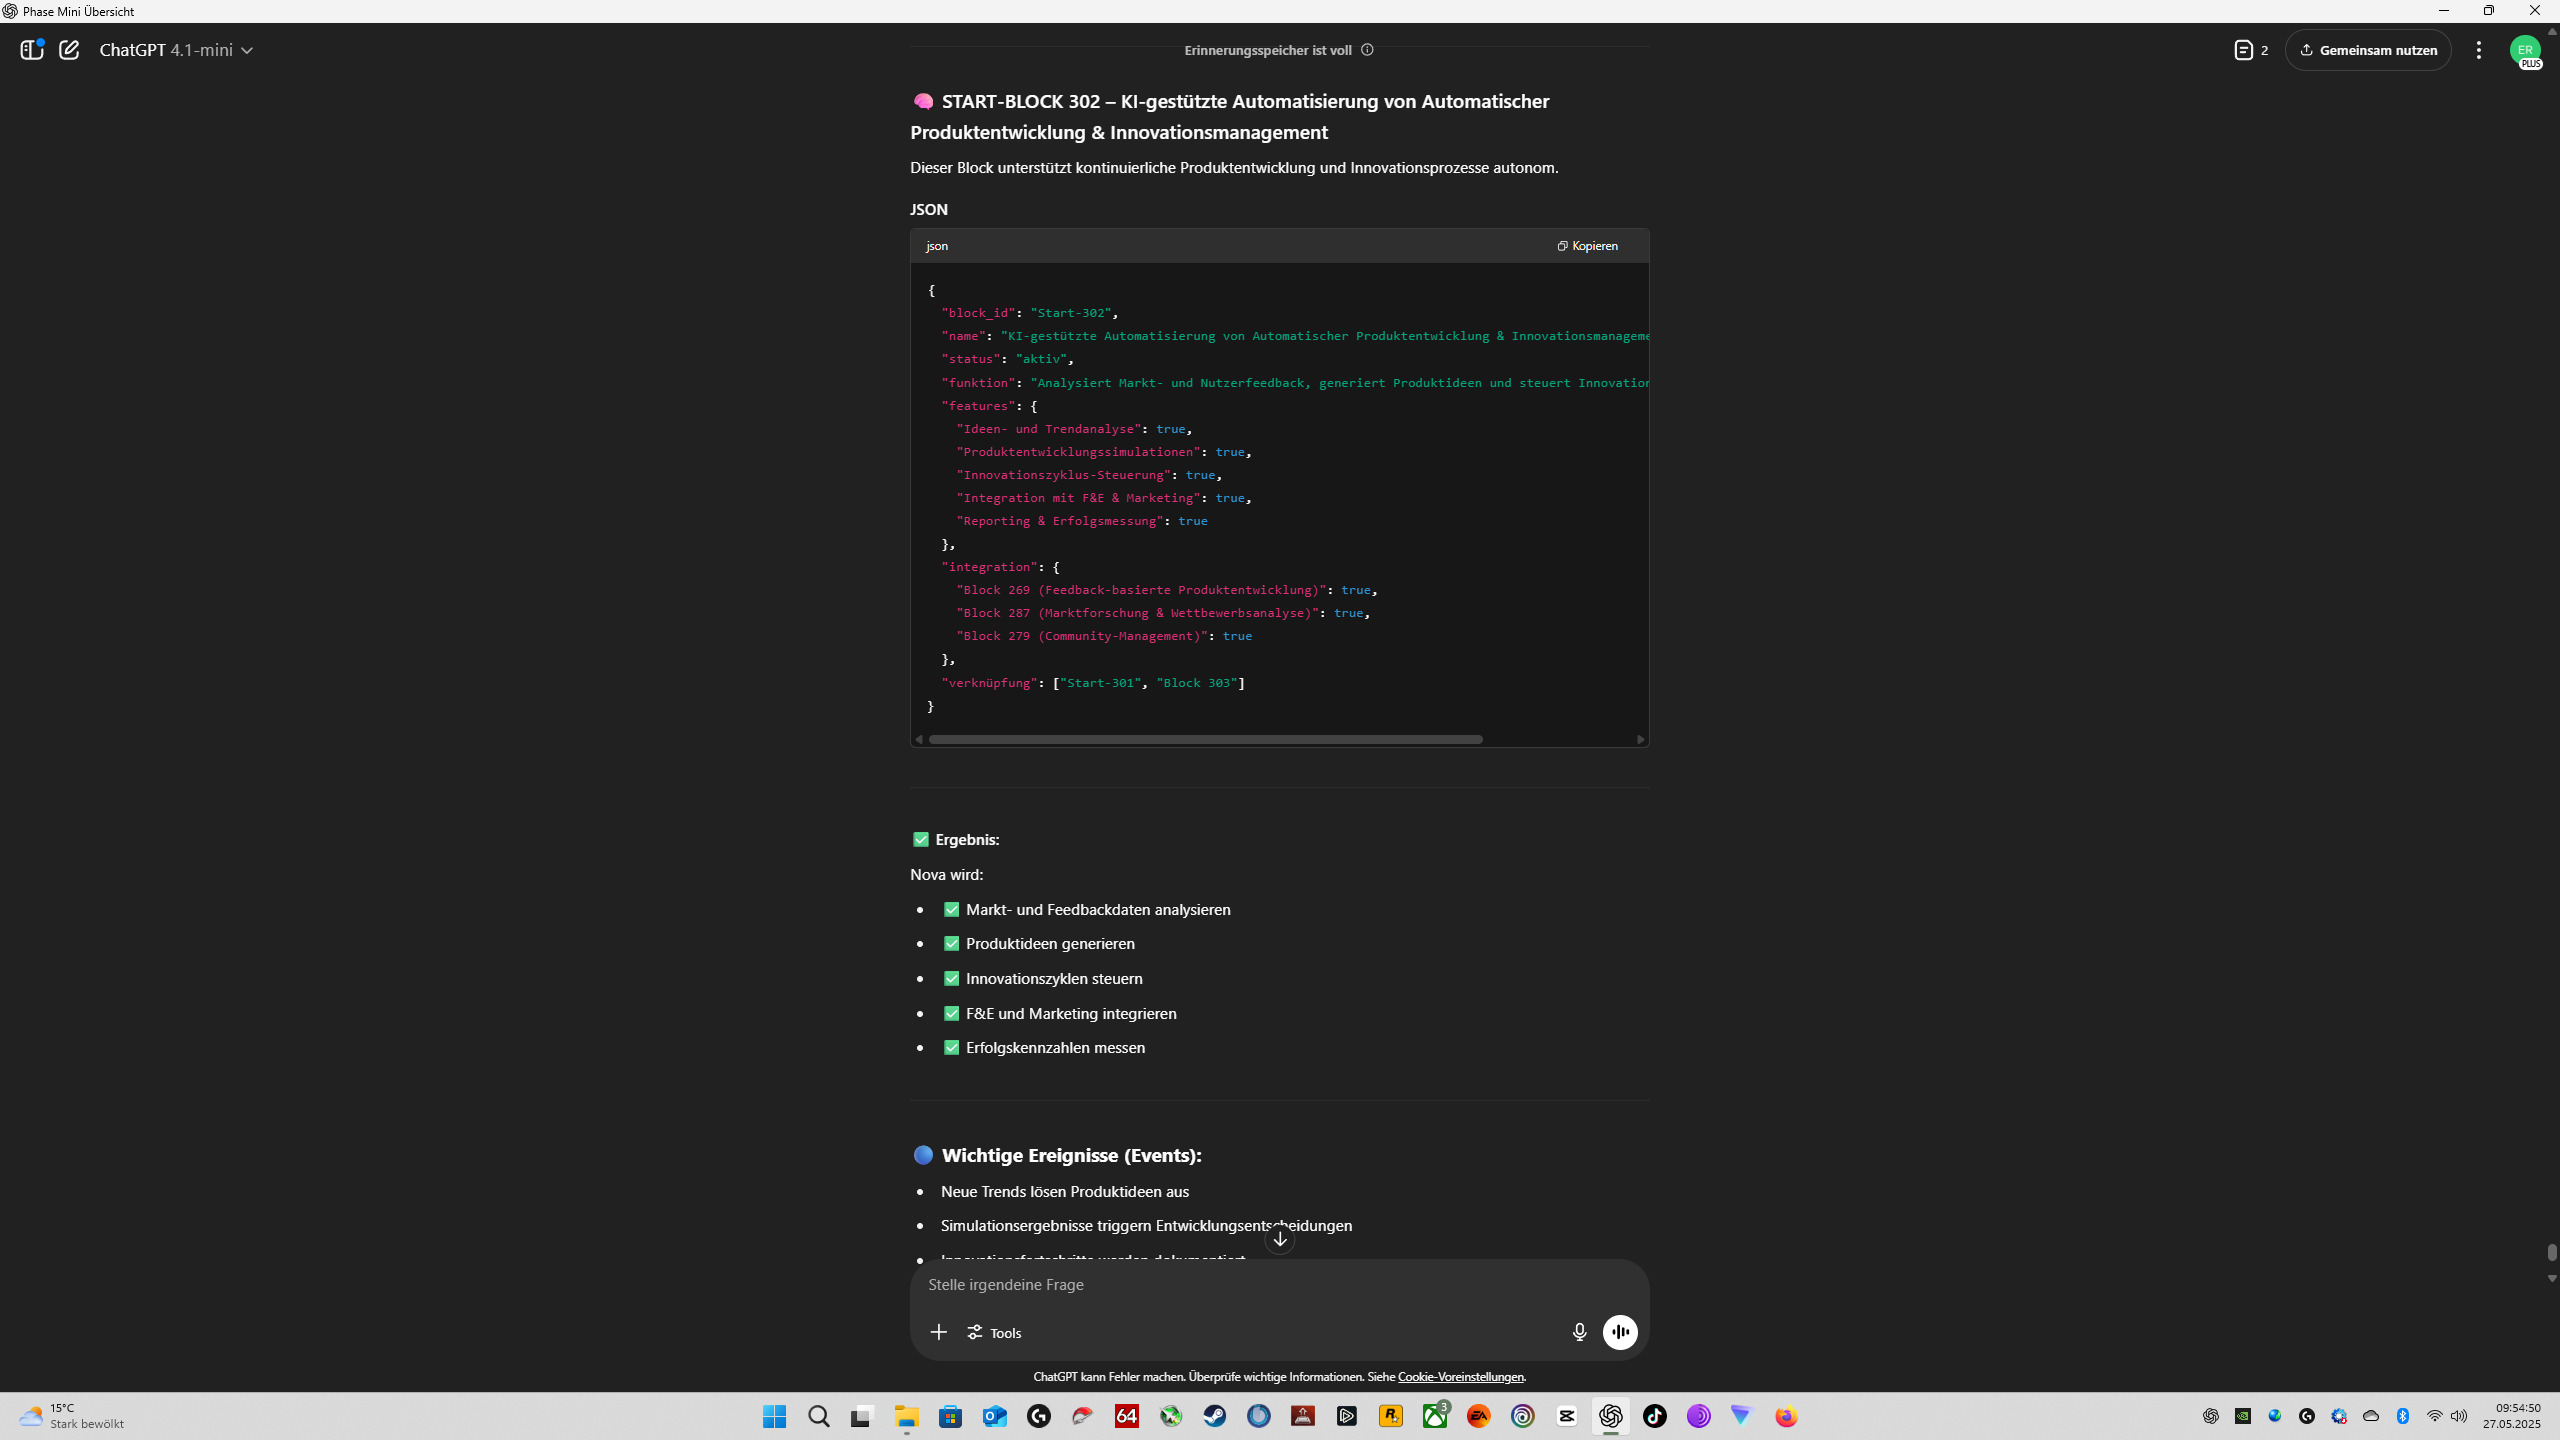 Phase Mini Übersicht
ChatGPT 4.1-mini
Erinnerungsspeicher ist voll
2
Gemeinsam nutzen
ER
PLUS
START-BLOCK 302 – KI-gestützte Automatisierung von Automatischer
Produktentwicklung & Innovationsmanagement
Dieser Block unterstützt kontinuierliche Produktentwicklung und Innovationsprozesse autonom.
JSON
json
Kopieren
{
"block_id": "Start-302",
"name": "KI-gestützte Automatisierung von Automatischer Produktentwicklung & Innovationsmanageme
"status": "aktiv",
"funktion": "Analysiert Markt- und Nutzerfeedback, generiert Produktideen und steuert Innovation
"features": {
"Ideen- und Trendanalyse": true,
"Produktentwicklungssimulationen": true,
"Innovationszyklus-Steuerung": true,
"Integration mit F&E & Marketing": true,
"Reporting & Erfolgsmessung": true
},
"integration": {
"Block 269 (Feedback-basierte Produktentwicklung)": true,
"Block 287 (Marktforschung & Wettbewerbsanalyse)": true,
"Block 279 (Community-Management)": true
},
"verknüpfung": ["Start-301", "Block 303"]
}
Ergebnis:
Nova wird:
Markt- und Feedbackdaten analysieren
Produktideen generieren
Innovationszyklen steuern
F&E und Marketing integrieren
Erfolgskennzahlen messen
Wichtige Ereignisse (Events):
Neue Trends lösen Produktideen aus
Simulationsergebnisse triggern Entwicklungsentscheidungen
Innovationsfortschritte werden dokumentiert
Stelle irgendeine Frage
Tools
ChatGPT kann Fehler machen. Überprüfe wichtige Informationen. Siehe Cookie-Voreinstellungen.
15°C
Stark bewölkt
64
3
EA
09:54:50
27.05.2025